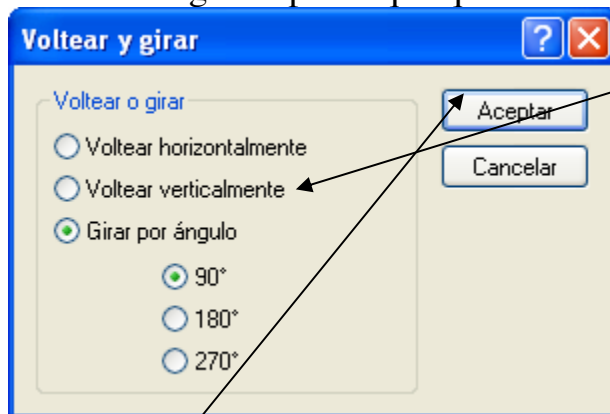 Voltear y girar
Voltear o girar
Voltear horizontalmente
Voltear verticalmente
Girar por ángulo
90°
180°
270°
Aceptar
Cancelar